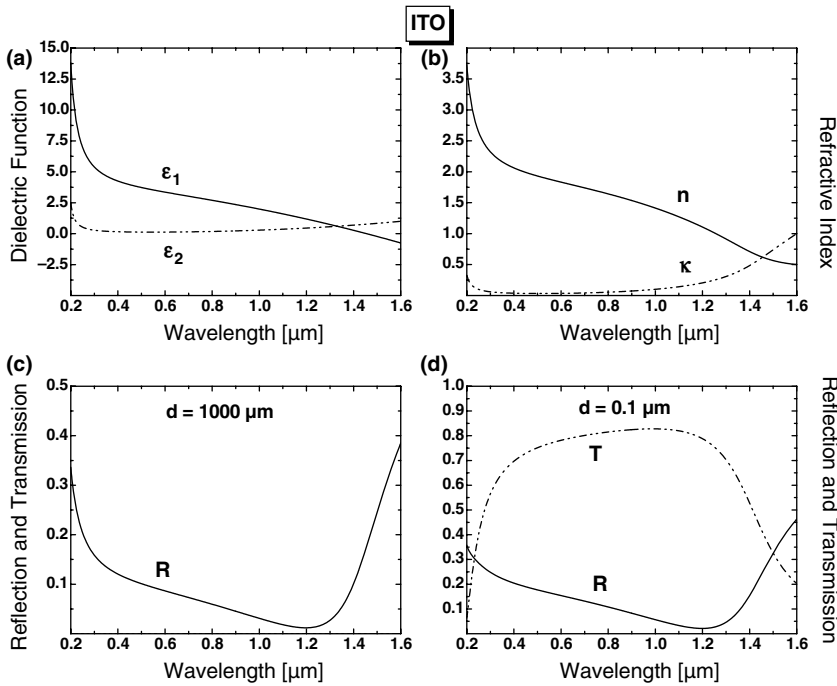 ITO
(a)
15.0
12.5
10.0
7.5
5.0
2.5
0.0
−2.5
Dielectric Function
ε1
ε2
0.2 0.4 0.6 0.8 1.0 1.2 1.4 1.6
Wavelength [µm]
(b)
3.5
3.0
2.5
2.0
1.5
1.0
0.5
Refractive Index
n
κ
0.2 0.4 0.6 0.8 1.0 1.2 1.4 1.6
Wavelength [µm]
(c)
0.5
0.4
0.3
0.2
0.1
Reflection and Transmission
d = 1000 µm
R
0.2 0.4 0.6 0.8 1.0 1.2 1.4 1.6
Wavelength [µm]
(d)
1.0
0.9
0.8
0.7
0.6
0.5
0.4
0.3
0.2
0.1
Reflection and Transmission
d = 0.1 µm
T
R
0.2 0.4 0.6 0.8 1.0 1.2 1.4 1.6
Wavelength [µm]